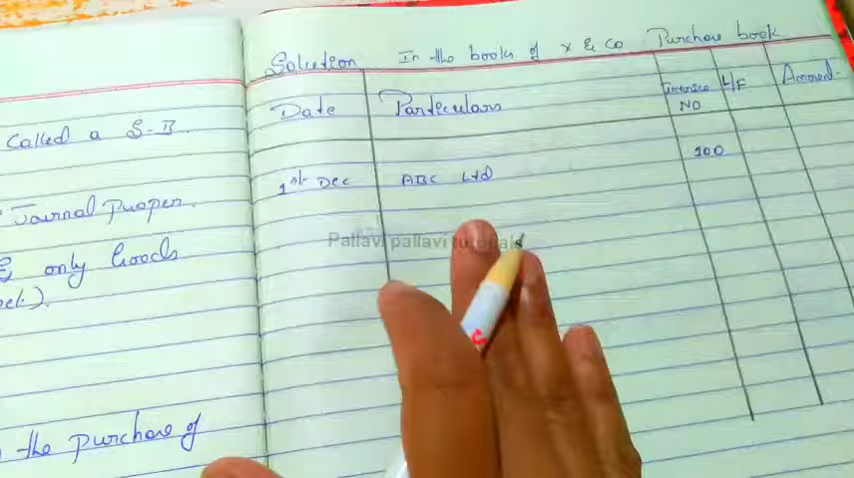 Called a S-B.
Journal proper.
only Goods
the purchase of
Solution In the books of X & Co Purchase book
Date Particulars Invoice NO L/F Amount
1st Dec ABC Ltd 100
Pallavi pallavi tutorials